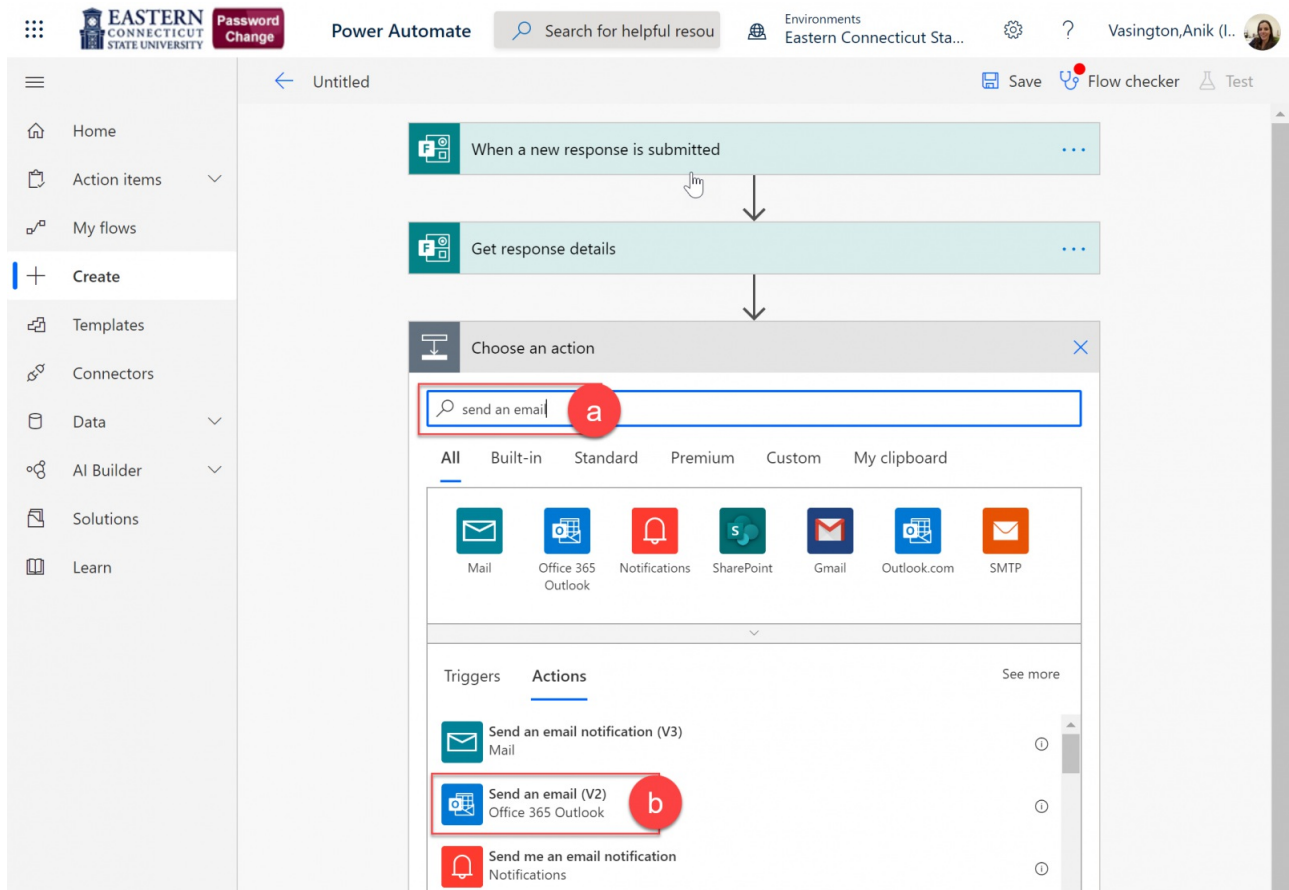 EASTERN
CONNECTICUT
STATE UNIVERSITY
Password
Change
Power Automate
Search for helpful resou
Environments
Eastern Connecticut Sta...
?
Vasington,Anik (I..
Untitled
Save
Flow checker
Test
Home
Action items
My flows
Create
Templates
Connectors
Data
AI Builder
Solutions
Learn
When a new response is submitted
...
Get response details
...
Choose an action
send an email
a
All
Built-in
Standard
Premium
Custom
My clipboard
Mail
Office 365
Outlook
Notifications
SharePoint
Gmail
Outlook.com
SMTP
Triggers
Actions
See more
Send an email notification (V3)
Mail
Send an email (V2)
Office 365 Outlook
b
Send me an email notification
Notifications